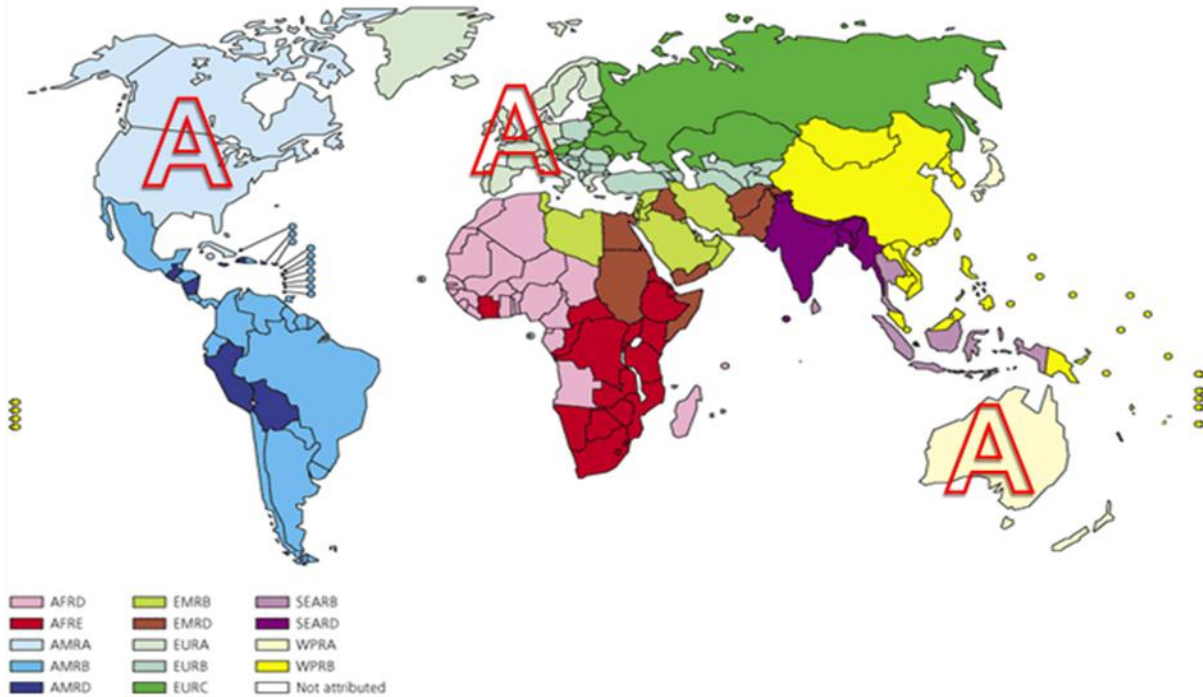 A
A
A
AFRD
AFRE
AMRA
AMRB
AMRD
EMRB
EMRD
EURA
EURB
EURC
SEARB
SEARD
WPRA
WPRB
Not attributed